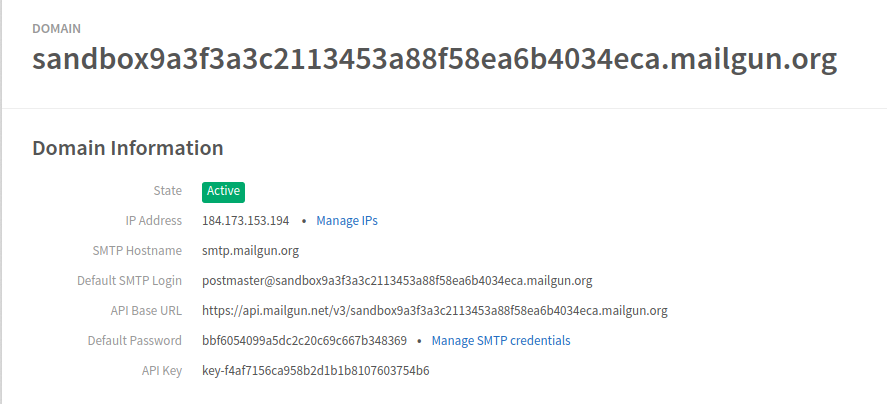 DOMAIN
sandbox9a3f3a3c2113453a88f58ea6b4034eca.mailgun.org
Domain Information
State Active
IP Address 184.173.153.194 • Manage IPs
SMTP Hostname smtp.mailgun.org
Default SMTP Login postmaster@sandbox9a3f3a3c2113453a88f58ea6b4034eca.mailgun.org
API Base URL https://api.mailgun.net/v3/sandbox9a3f3a3c2113453a88f58ea6b4034eca.mailgun.org
Default Password bbf6054099a5dc2c20c69c667b348369 • Manage SMTP credentials
API Key key-f4af7156ca958b2d1b1b8107603754b6